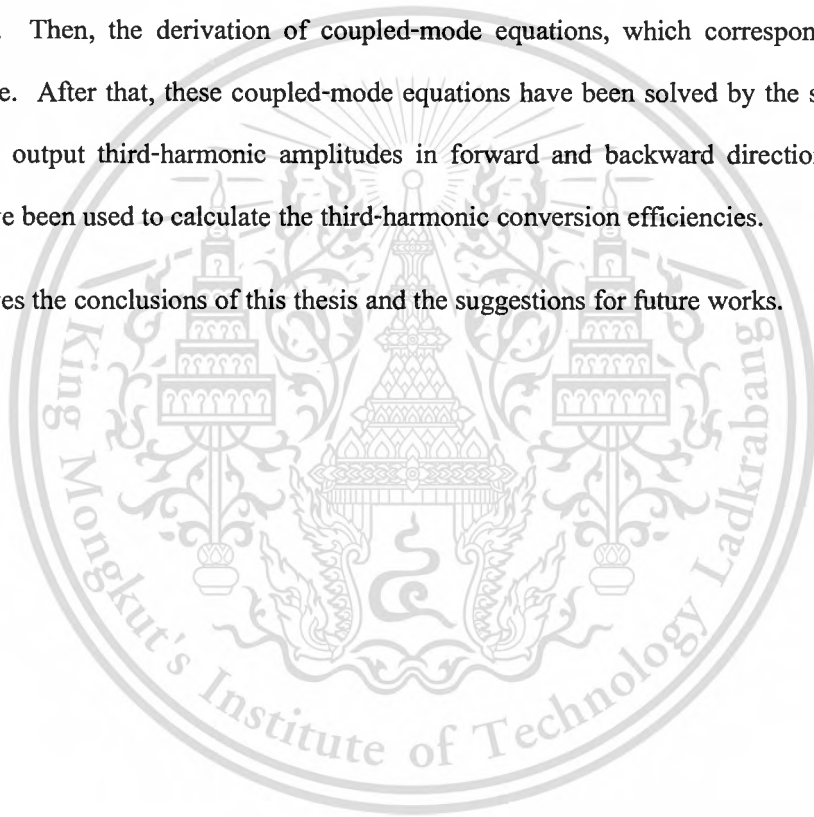 . Then, the derivation of coupled-mode equations, which correspon
e. After that, these coupled-mode equations have been solved by the s
output third-harmonic amplitudes in forward and backward direction
e been used to calculate the third-harmonic conversion efficiencies.
es the conclusions of this thesis and the suggestions for future works.
King Mongkut's Institute of Technology Ladkrabang